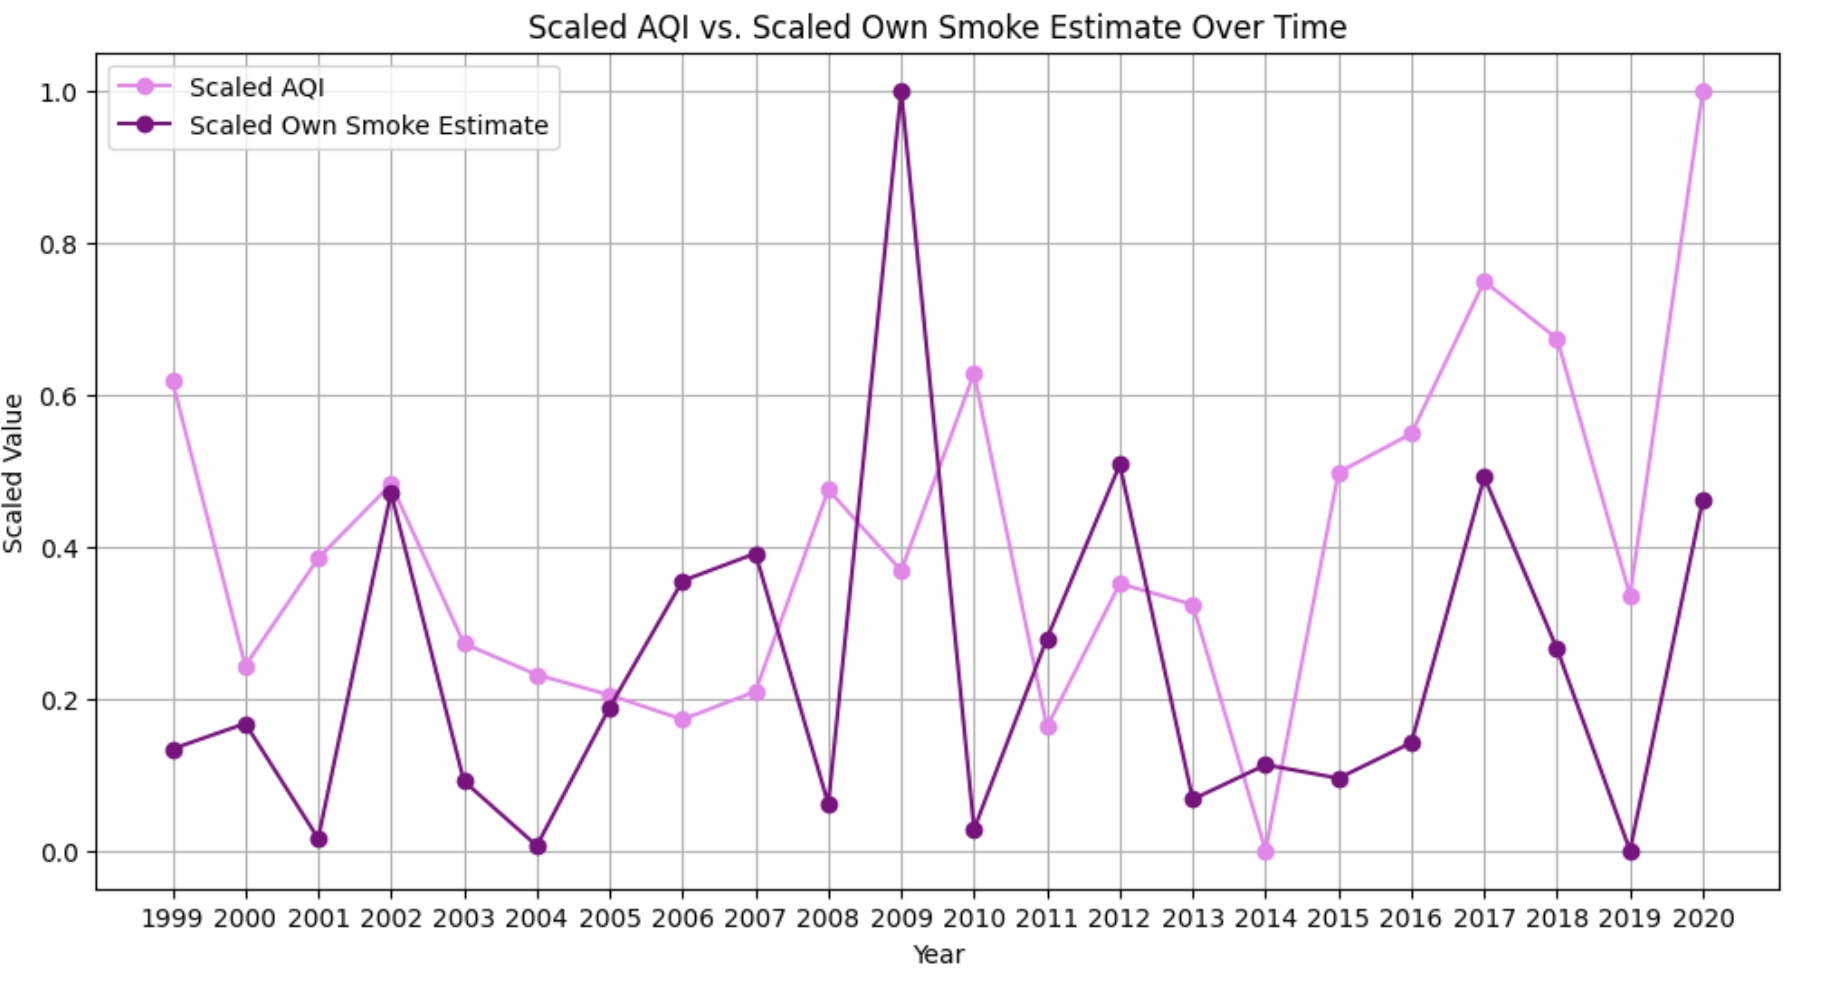 Scaled AQI vs. Scaled Own Smoke Estimate Over Time
Scaled AQI
Scaled Own Smoke Estimate
Scaled Value
1.0
0.8
0.6
0.4
0.2
0.0
1999 2000 2001 2002 2003 2004 2005 2006 2007 2008 2009 2010 2011 2012 2013 2014 2015 2016 2017 2018 2019 2020
Year